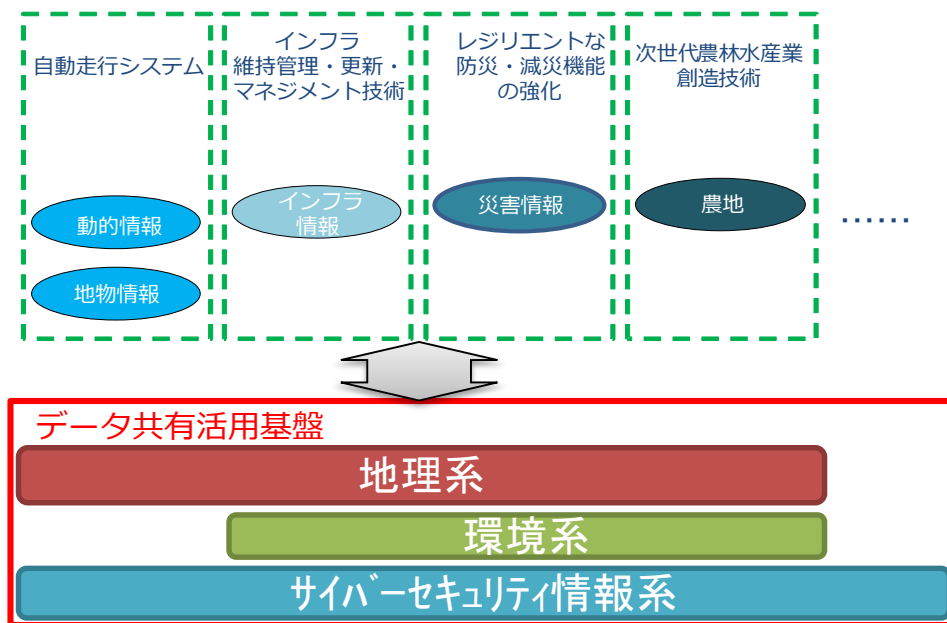 自動走行システム
インフラ
維持管理・更新・
マネジメント技術
レジリエントな
防災・減災機能
の強化
次世代農林水産業
創造技術
動的情報
地物情報
インフラ
情報
災害情報
農地
……
データ共有活用基盤
地理系
環境系
サイバーセキュリティ情報系